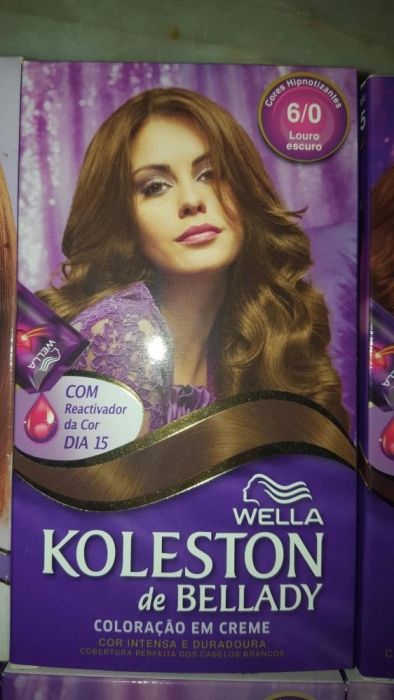 Cores Hipnotizantes
6/0
Louro
escuro
WELLA
COM
Reactivador
da Cor
DIA 15
WELLA
KOLESTON
de BELLADY
COLORAÇÃO EM CREME
COR INTENSA E DURADOURA
COBERTURA PERFEITA DOS CABELOS BRANCOS